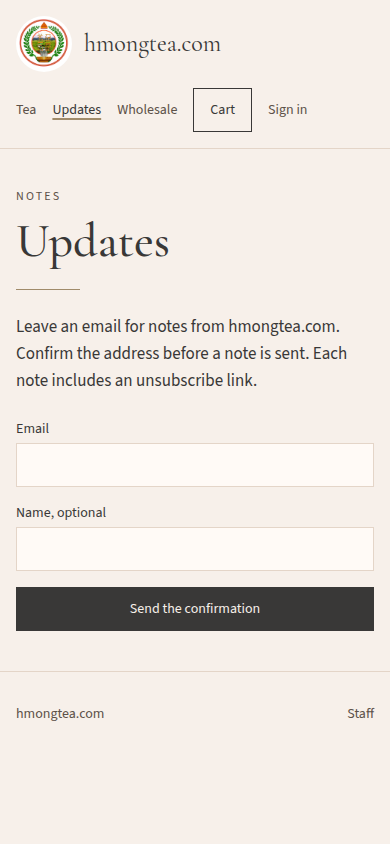 hmongtea.com
Tea Updates Wholesale Cart Sign in
NOTES
Updates
Leave an email for notes from hmongtea.com.
Confirm the address before a note is sent. Each
note includes an unsubscribe link.
Email
Name, optional
Send the confirmation
hmongtea.com Staff